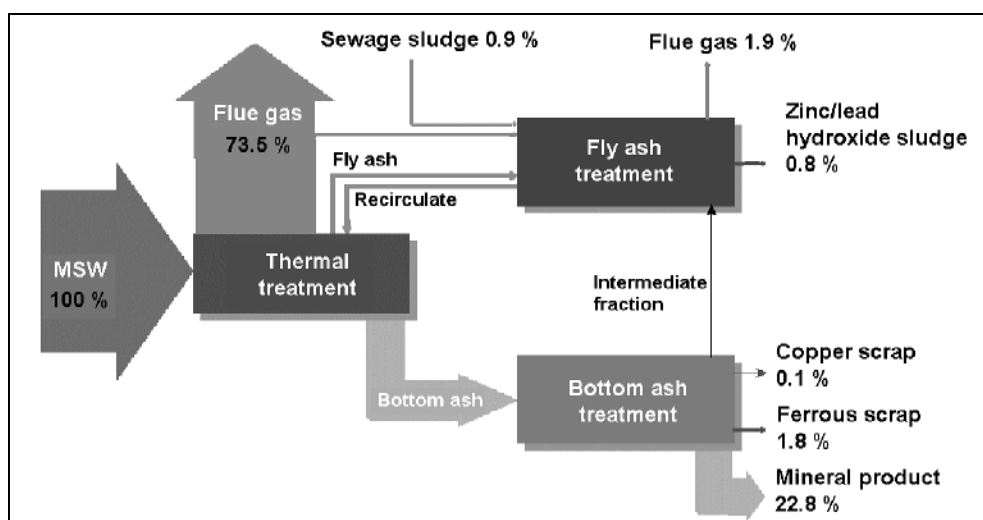 Sewage sludge 0.9 %
Flue gas 1.9 %
Flue gas
73.5 %
Zinc/lead
hydroxide sludge
0.8 %
Fly ash
treatment
Fly ash
Recirculate
MSW
100 %
Thermal
treatment
Intermediate
fraction
Bottom ash
Bottom ash
treatment
Copper scrap
0.1 %
Ferrous scrap
1.8 %
Mineral product
22.8 %